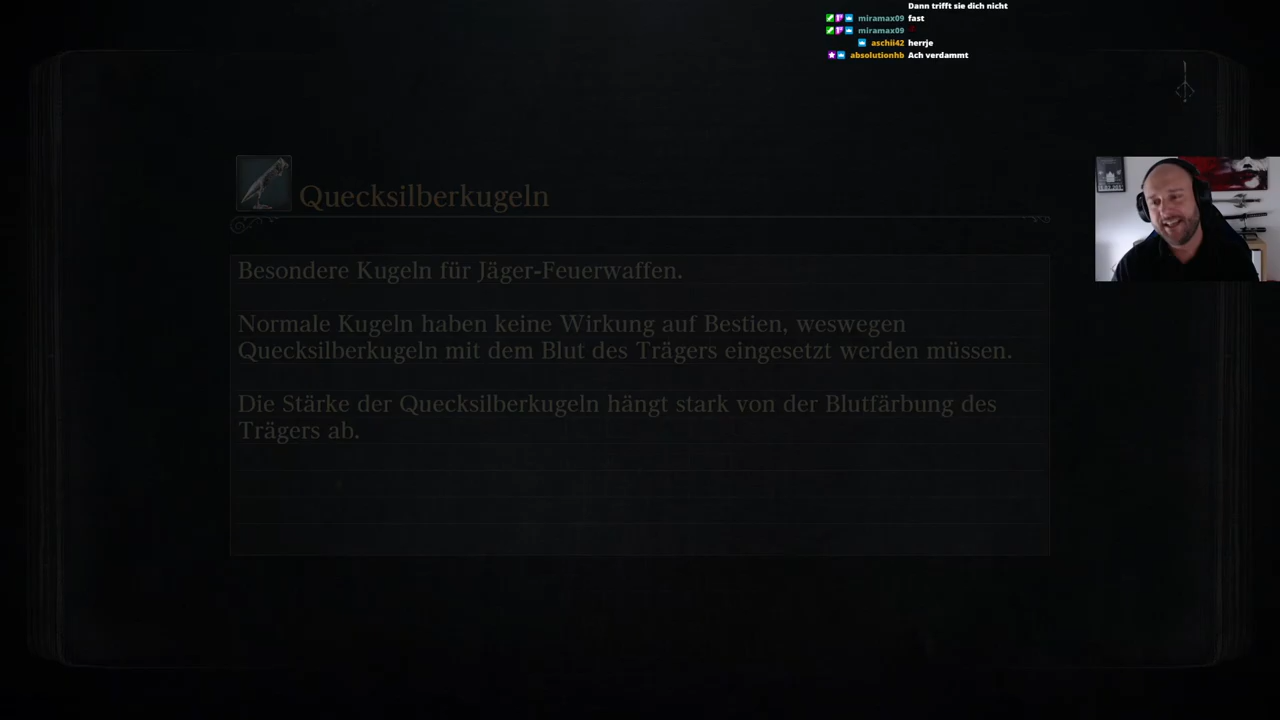 Dann trifft sie dich nicht
miramax09 fast
miramax09
aschii42 herrje
absolutionhb Ach verdammt
Quecksilberkugeln
Besondere Kugeln für Jäger-Feuerwaffen.
Normale Kugeln haben keine Wirkung auf Bestien, weswegen
Quecksilberkugeln mit dem Blut des Trägers eingesetzt werden müssen.
Die Stärke der Quecksilberkugeln hängt stark von der Blutfärbung des
Trägers ab.